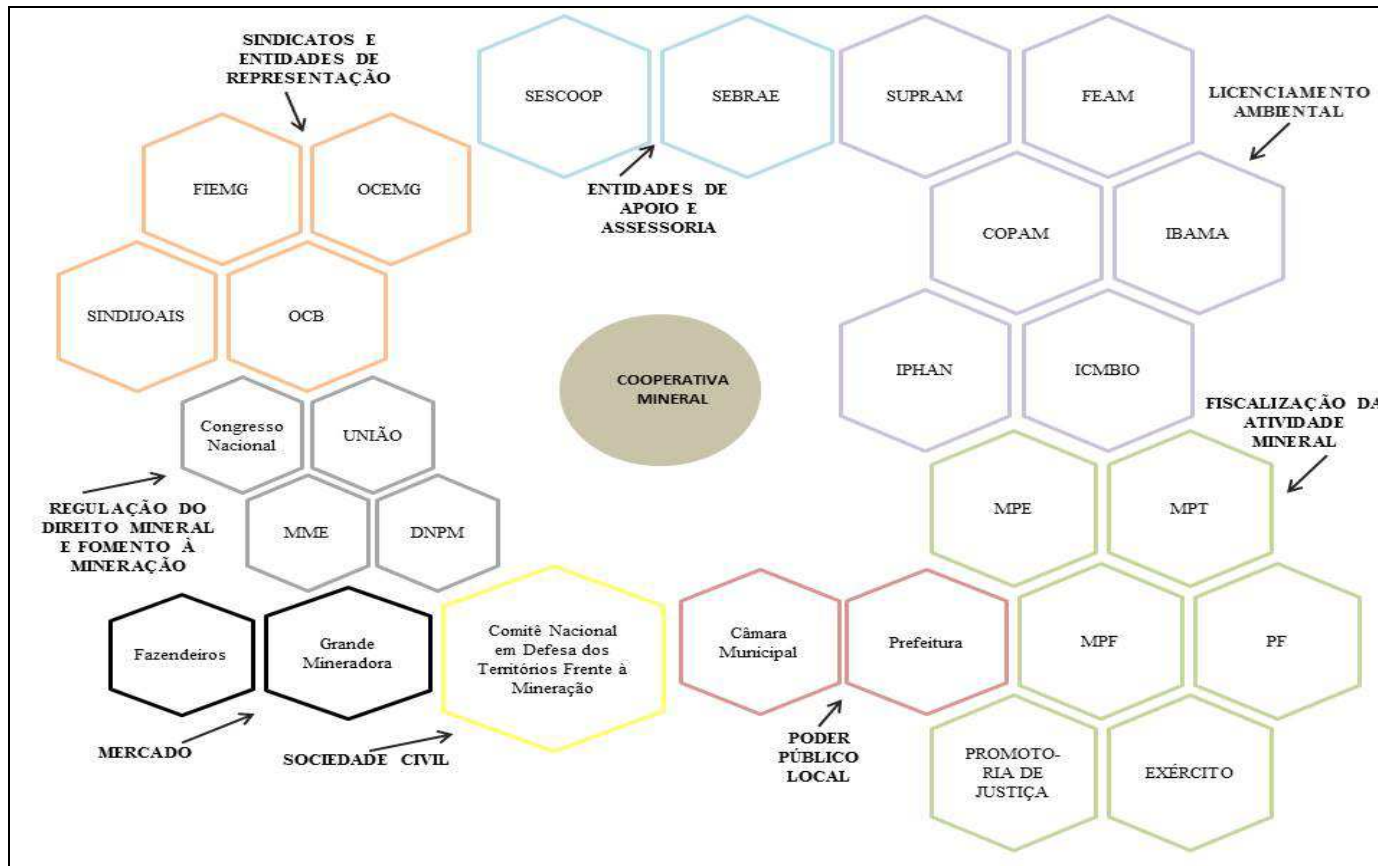 SINDICATOS E
ENTIDADES DE
REPRESENTAÇÃO
FIEMG
OCEMG
SINDIJOAIS
OCB
SESCOOP
SEBRAE
ENTIDADES DE
APOIO E
ASSESSORIA
SUPRAM
FEAM
LICENCIAMENTO
AMBIENTAL
COPAM
IBAMA
IPHAN
ICMBIO
COOPERATIVA
MINERAL
Congresso
Nacional
UNIÃO
MME
DNPM
REGULAÇÃO DO
DIREITO MINERAL
E FOMENTO À
MINERAÇÃO
FISCALIZAÇÃO DA
ATIVIDADE
MINERAL
MPE
MPT
MPF
PF
PROMOTO-
RIA DE
JUSTIÇA
EXÉRCITO
Fazendeiros
Grande
Mineradora
MERCADO
Comitê Nacional
em Defesa dos
Territórios Frente à
Mineração
SOCIEDADE CIVIL
Câmara
Municipal
Prefeitura
PODER
PÚBLICO
LOCAL